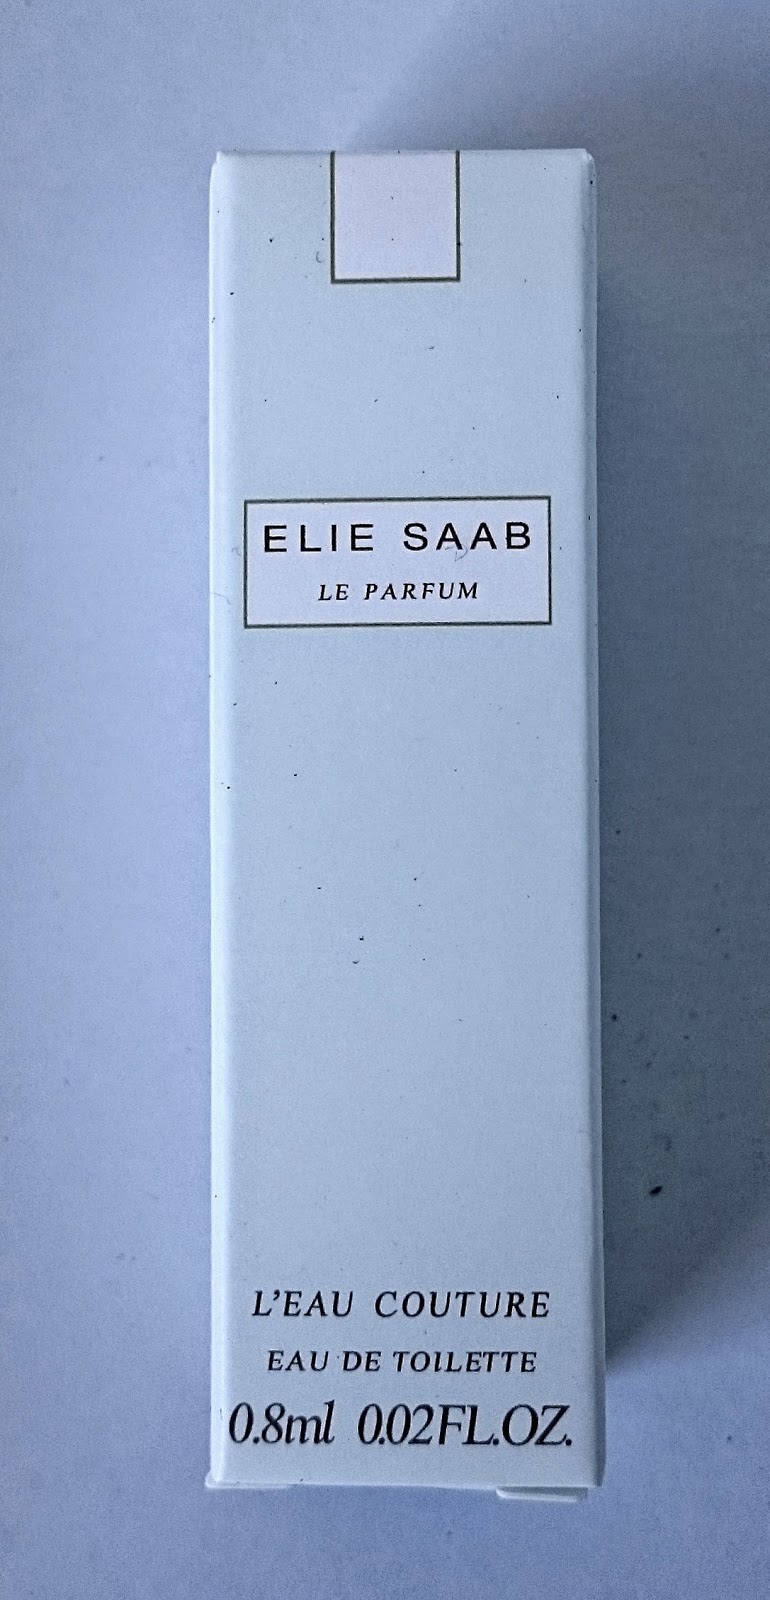 ELIE SAAB
LE PARFUM
L'EAU COUTURE
EAU DE TOILETTE
0.8ml 0.02FL.OZ.